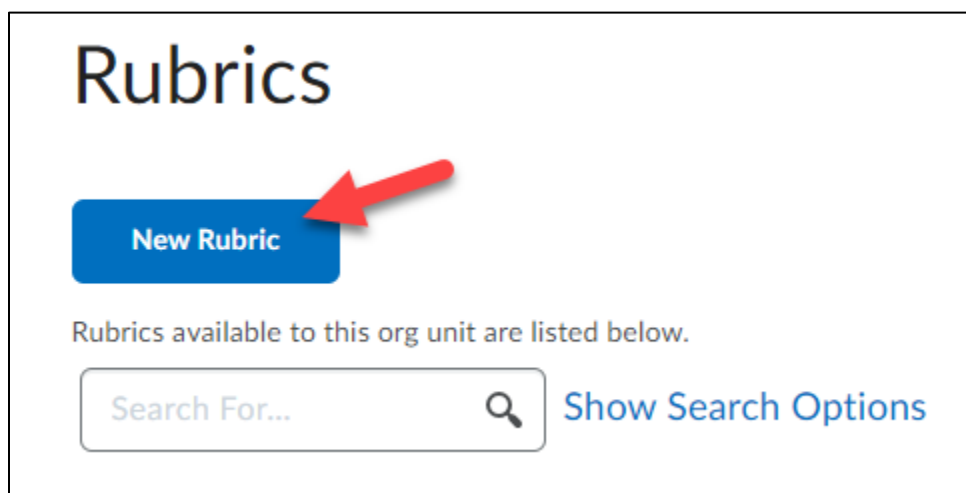 Rubrics
New Rubric
Rubrics available to this org unit are listed below.
Search For...
Show Search Options